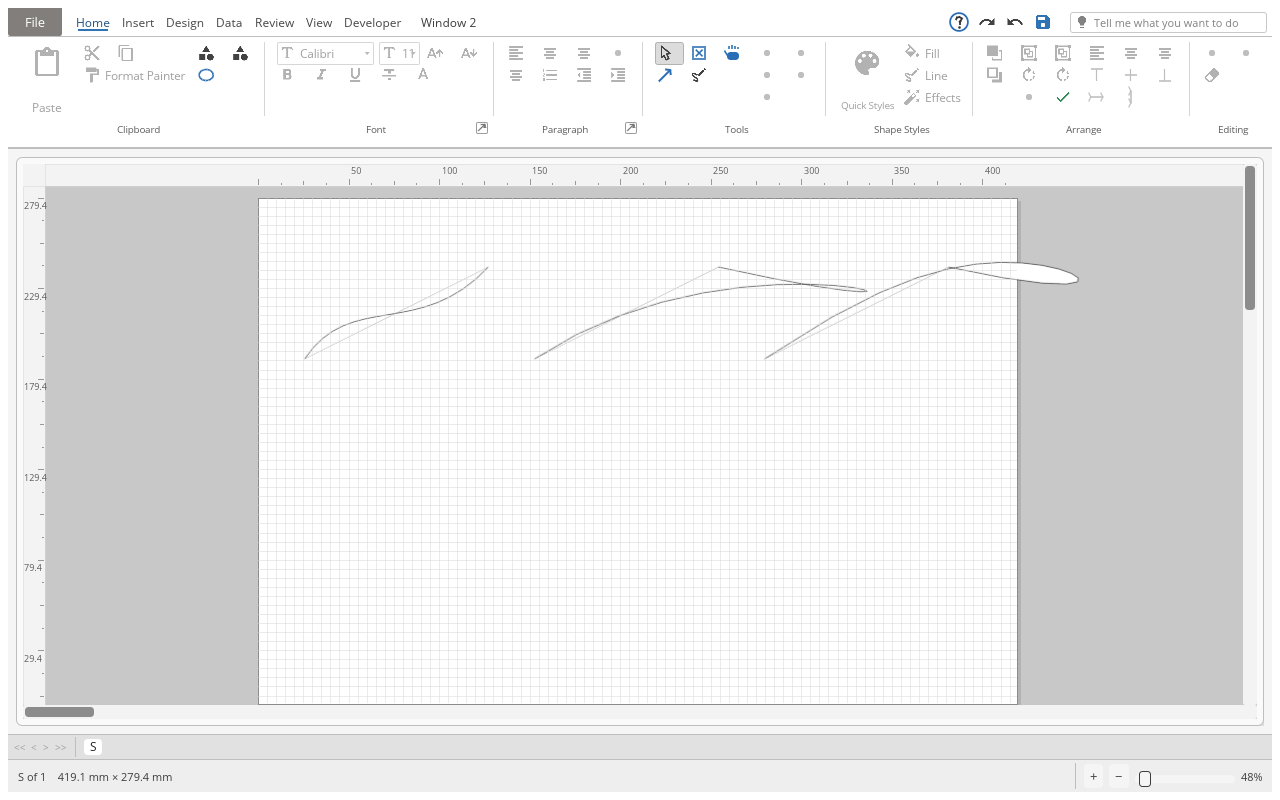 File Home Insert Design Data Review View Developer Window 2 Tell me what you want to do
Paste Format Painter Calibri 11 Quick Styles Fill Line Effects
Clipboard Font Paragraph Tools Shape Styles Arrange Editing
50 100 150 200 250 300 350 400
279.4
229.4
179.4
129.4
79.4
29.4
<< < > >> S
S of 1 419.1 mm × 279.4 mm + − 48%